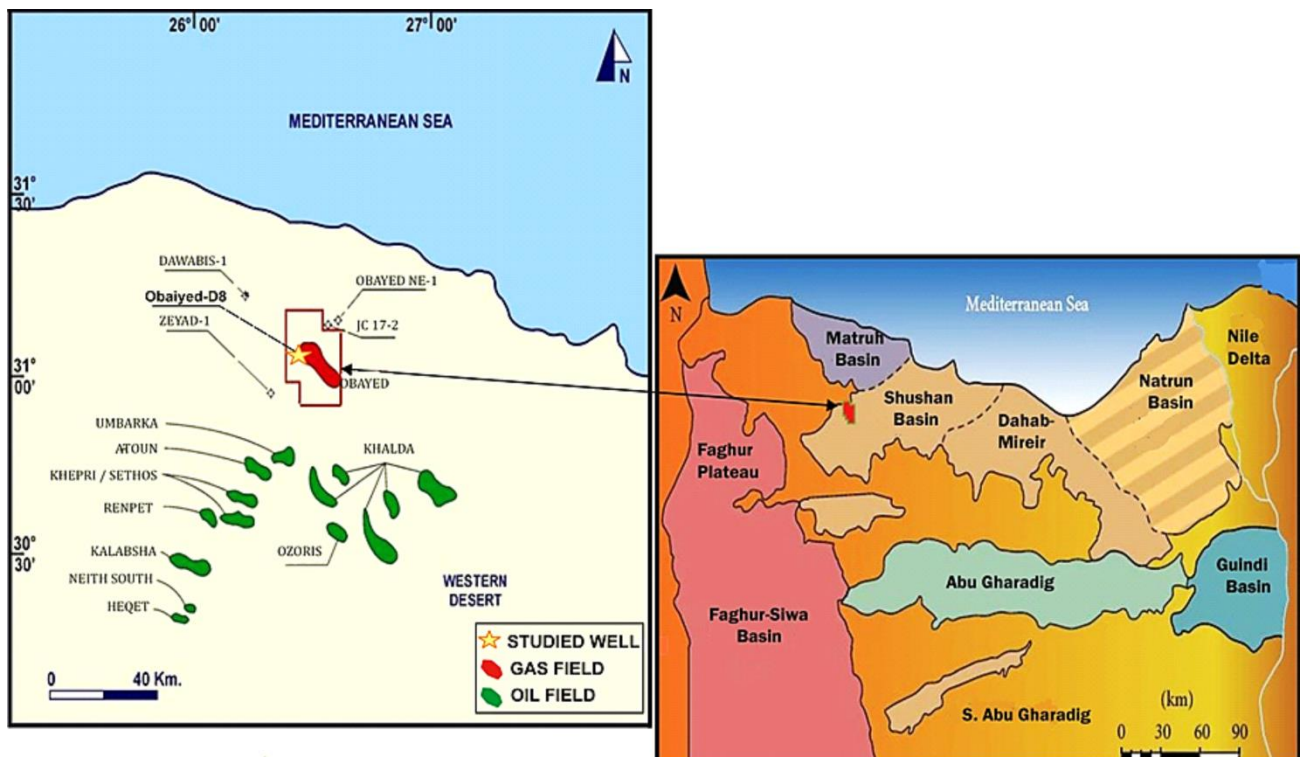 26° 00'
27° 00'
N
MEDITERRANEAN SEA
31°
30'
DAWABIS-1
OBAYED NE-1
Obaiyed-D8
ZEYAD-1
JC 17-2
31°
00'
OBAYED
UMBARKA
ATOUN
KHALDA
KHEPRI / SETHOS
RENPET
30°
30'
OZORIS
KALABSHA
NEITH SOUTH
HEQET
WESTERN
DESERT
STUDIED WELL
GAS FIELD
OIL FIELD
0 40 Km.
N
Mediterranean Sea
Matruh
Basin
Nile
Delta
Natrun
Basin
Shushan
Basin
Dahab-
Mireir
Faghur
Plateau
Abu Gharadig
Guindi
Basin
Faghur-Siwa
Basin
S. Abu Gharadig
(km)
0 30 60 90